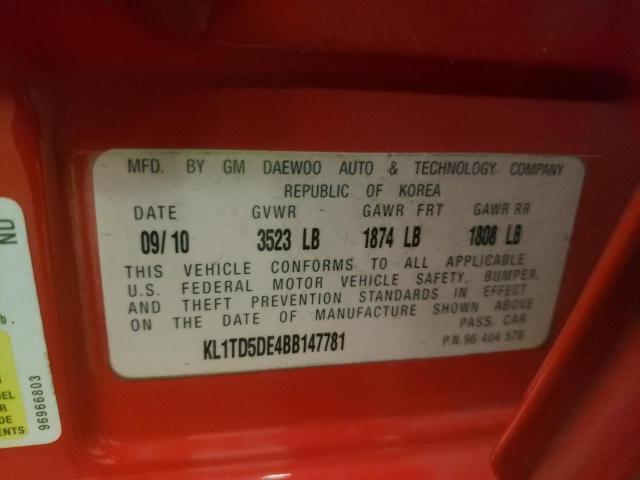 MFD. BY GM DAEWOO AUTO & TECHNOLOGY COMPANY
REPUBLIC OF KOREA
DATE GVWR GAWR FRT GAWR RR
09/10 3523 LB 1874 LB 1808 LB
THIS VEHICLE CONFORMS TO ALL APPLICABLE
U.S. FEDERAL MOTOR VEHICLE SAFETY, BUMPER,
AND THEFT PREVENTION STANDARDS IN EFFECT
ON THE DATE OF MANUFACTURE SHOWN ABOVE
PASS. CAR
KL1TD5DE4BB147781
P.N. 96 404 578
ND
96966803